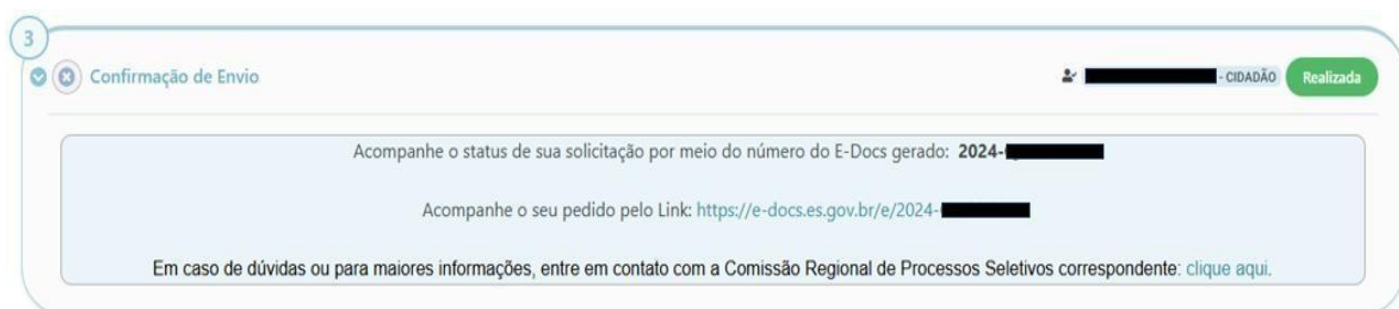 3
Confirmação de Envio
- CIDADÃO
Realizada
Acompanhe o status de sua solicitação por meio do número do E-Docs gerado: 2024-
Acompanhe o seu pedido pelo Link: https://e-docs.es.gov.br/e/2024-
Em caso de dúvidas ou para maiores informações, entre em contato com a Comissão Regional de Processos Seletivos correspondente: clique aqui.